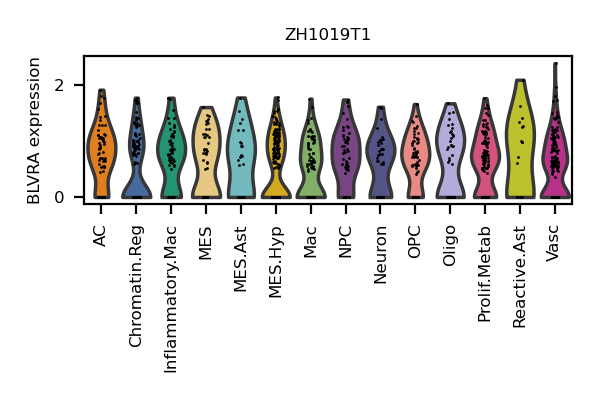 ZH1019T1
BLVRA expression
2
0
AC
Chromatin.Reg
Inflammatory.Mac
MES
MES.Ast
MES.Hyp
Mac
NPC
Neuron
OPC
Oligo
Prolif.Metab
Reactive.Ast
Vasc